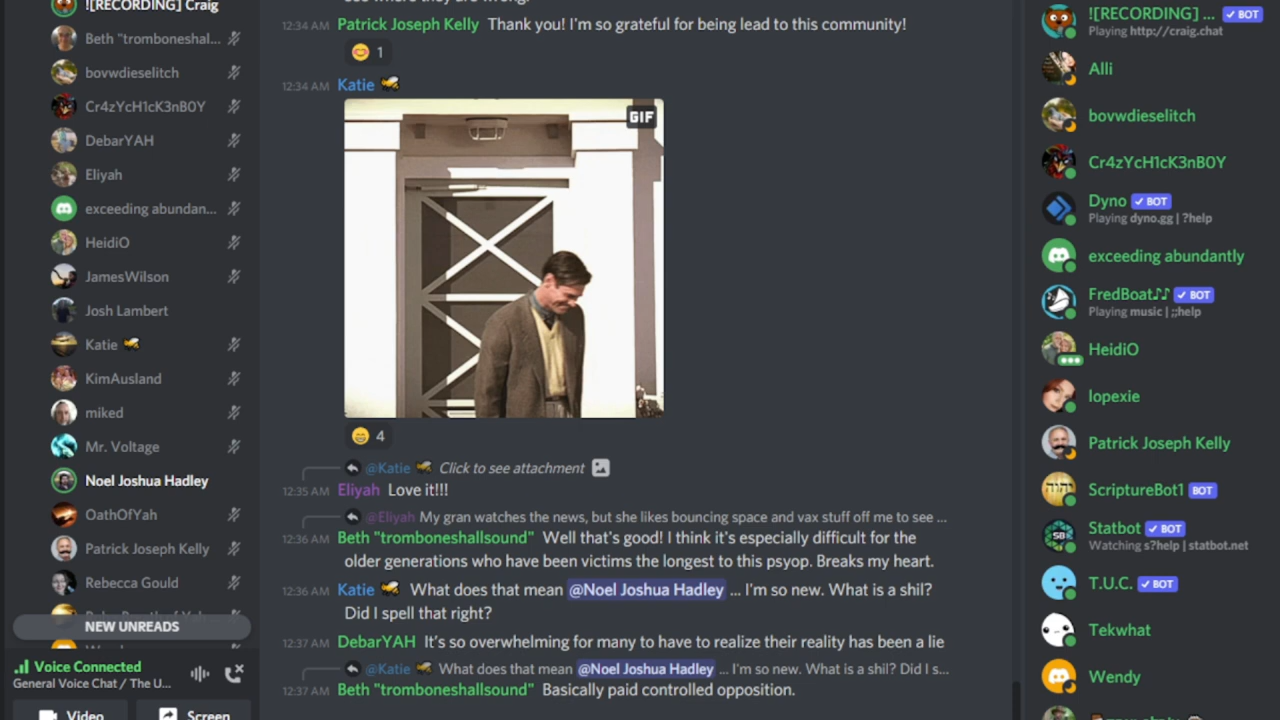 ![RECORDING] Craig
Beth "tromboneshal...
bovwdieselitch
Cr4zYcH1cK3nB0Y
DebarYAH
Eliyah
exceeding abundan...
HeidiO
JamesWilson
Josh Lambert
Katie
KimAusland
miked
Mr. Voltage
Noel Joshua Hadley
OathOfYah
Patrick Joseph Kelly
Rebecca Gould
NEW UNREADS
Voice Connected
General Voice Chat / The U...
Video
Screen
see where they are wrong.
12:34 AM Patrick Joseph Kelly Thank you! I'm so grateful for being lead to this community!
1
12:34 AM Katie
GIF
4
@Katie Click to see attachment
12:35 AM Eliyah Love it!!!
@Eliyah My gran watches the news, but she likes bouncing space and vax stuff off me to see ...
12:36 AM Beth "tromboneshallsound" Well that's good! I think it's especially difficult for the
older generations who have been victims the longest to this psyop. Breaks my heart.
12:36 AM Katie What does that mean @Noel Joshua Hadley ... I'm so new. What is a shil?
Did I spell that right?
12:37 AM DebarYAH It's so overwhelming for many to have to realize their reality has been a lie
@Katie What does that mean @Noel Joshua Hadley ... I'm so new. What is a shil? Did I s...
12:37 AM Beth "tromboneshallsound" Basically paid controlled opposition.
![RECORDING] ... BOT
Playing http://craig.chat
Alli
bovwdieselitch
Cr4zYcH1cK3nB0Y
Dyno BOT
Playing dyno.gg | ?help
exceeding abundantly
FredBoat♪♪ BOT
Playing music | ;;help
HeidiO
lopexie
Patrick Joseph Kelly
ScriptureBot1 BOT
Statbot BOT
Watching s?help | statbot.net
T.U.C. BOT
Tekwhat
Wendy